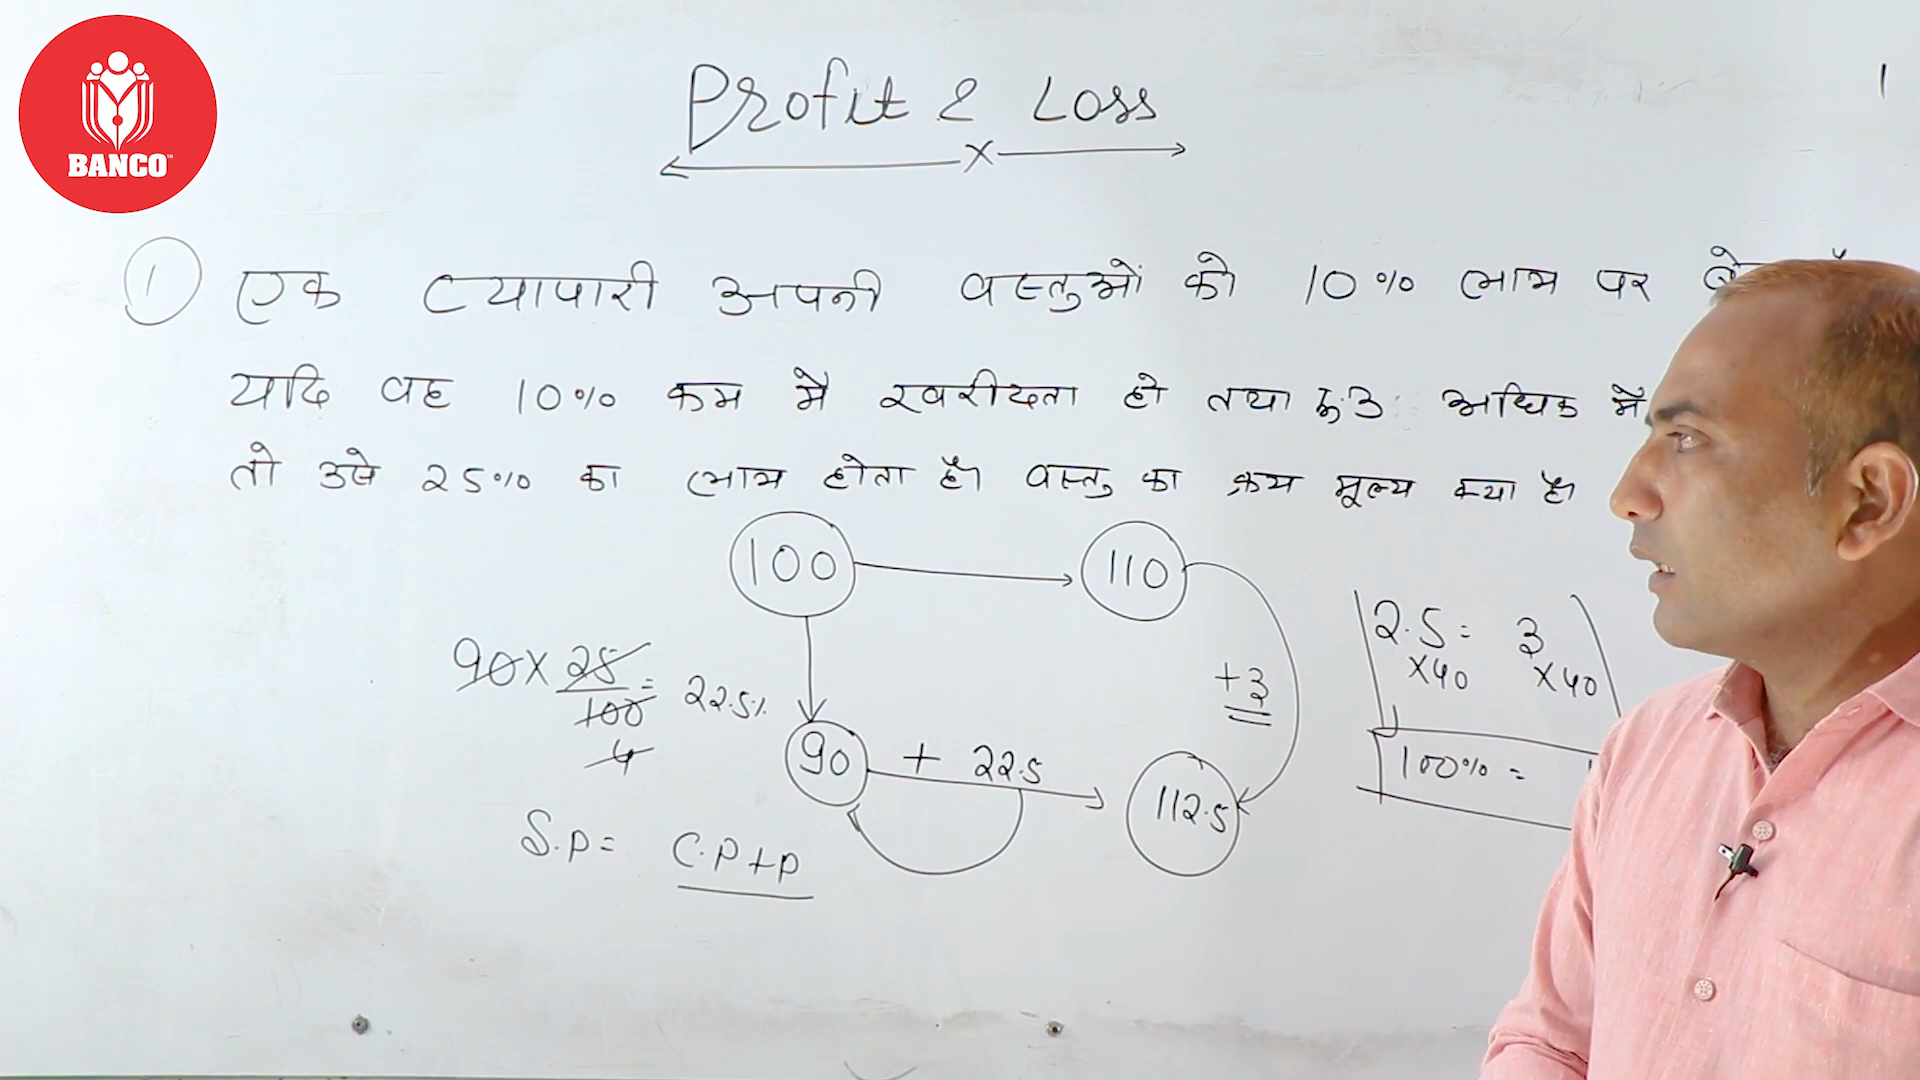 BANCO
Profit & Loss
1
① एक व्यापारी अपनी वस्तुओं को 10% लाभ पर
यदि वह 10% कम में खरीदता हो तथा रु.3 अधिक में
तो उसे 25% का लाभ होता है। वस्तु का क्रय मूल्य क्या है।
100
110
90 × 25/100 = 22.5%
4
+3
2.5 = 3
×40 ×40
90 + 22.5
112.5
100% =
S.P = C.P + P